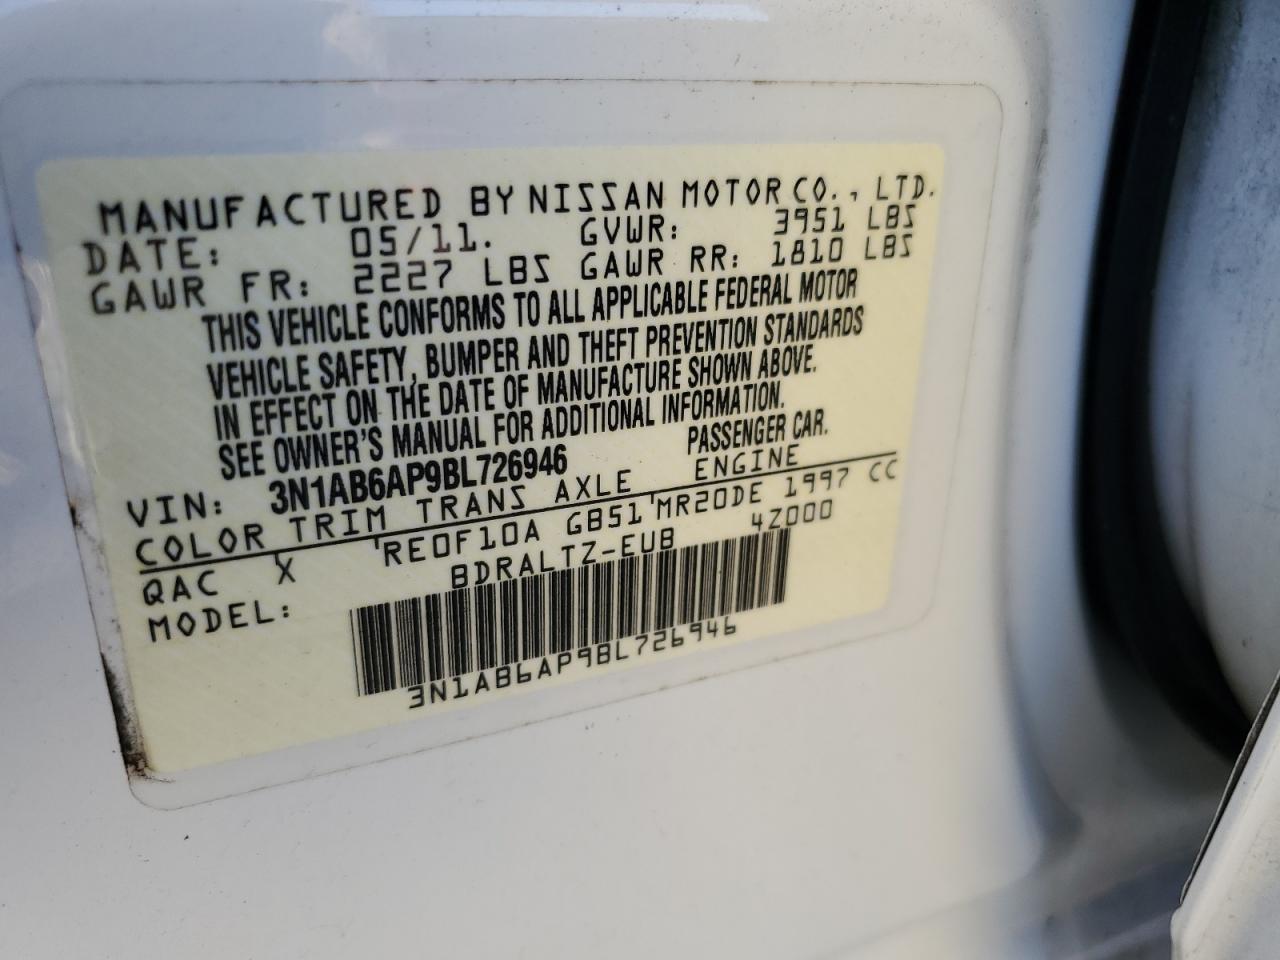 MANUFACTURED BY NISSAN MOTOR CO., LTD.
DATE: 05/11. GVWR: 3951 LBS
GAWR FR: 2227 LBS GAWR RR: 1810 LBS
THIS VEHICLE CONFORMS TO ALL APPLICABLE FEDERAL MOTOR
VEHICLE SAFETY, BUMPER AND THEFT PREVENTION STANDARDS
IN EFFECT ON THE DATE OF MANUFACTURE SHOWN ABOVE.
SEE OWNER'S MANUAL FOR ADDITIONAL INFORMATION.
VIN: 3N1AB6AP9BL726946 PASSENGER CAR.
COLOR TRIM TRANS AXLE ENGINE
QAC X RE0F10A GB51 MR20DE 1997 CC
MODEL: BDRALTZ-EUB 4Z000
3N1AB6AP9BL726946